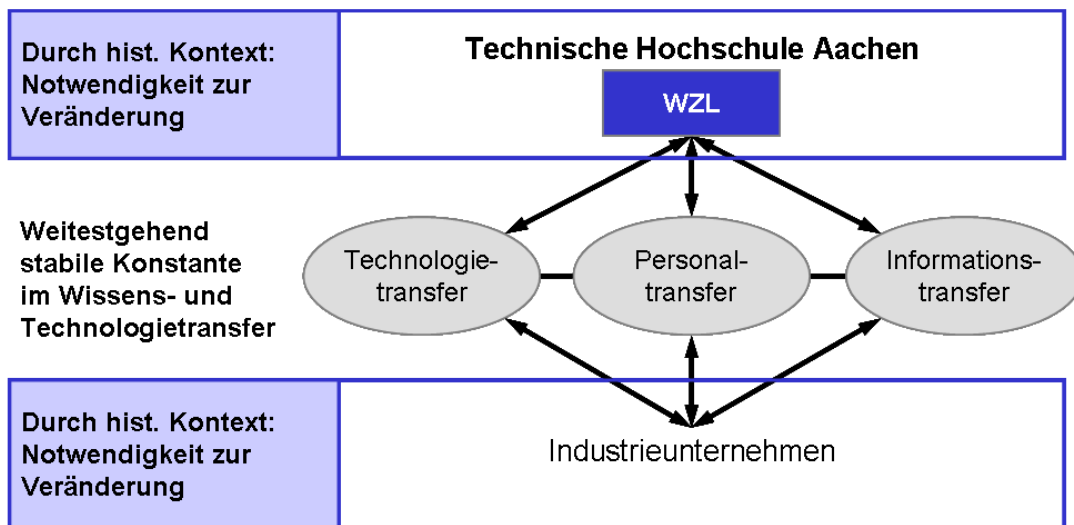 Durch hist. Kontext:
Notwendigkeit zur
Veränderung
Technische Hochschule Aachen
WZL
Weitestgehend
stabile Konstante
im Wissens- und
Technologietransfer
Technologie-
transfer
Personal-
transfer
Informations-
transfer
Durch hist. Kontext:
Notwendigkeit zur
Veränderung
Industrieunternehmen